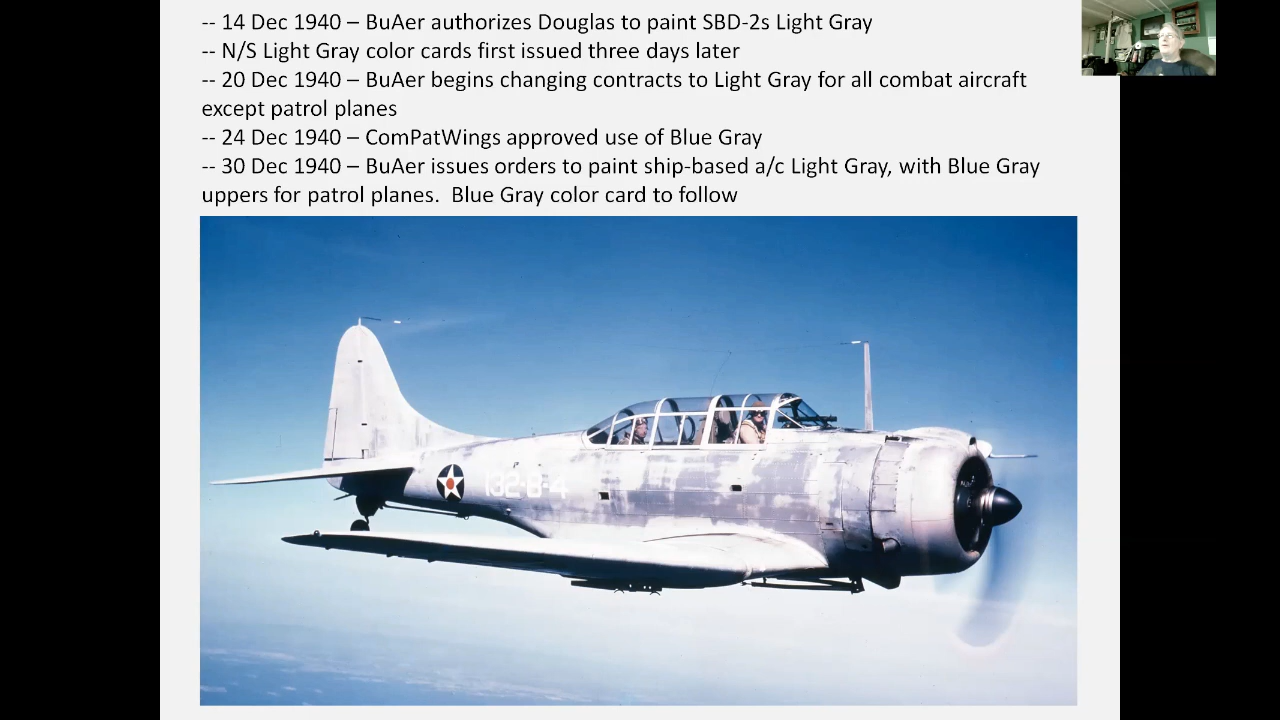 -- 14 Dec 1940 – BuAer authorizes Douglas to paint SBD-2s Light Gray
-- N/S Light Gray color cards first issued three days later
-- 20 Dec 1940 – BuAer begins changing contracts to Light Gray for all combat aircraft
except patrol planes
-- 24 Dec 1940 – ComPatWings approved use of Blue Gray
-- 30 Dec 1940 – BuAer issues orders to paint ship-based a/c Light Gray, with Blue Gray
uppers for patrol planes.  Blue Gray color card to follow
132-B-4